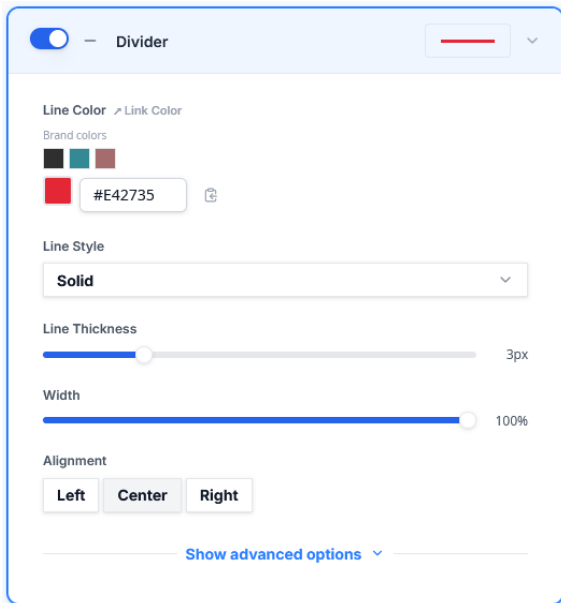 Divider
Line Color ↗ Link Color
Brand colors
#E42735
Line Style
Solid
Line Thickness
3px
Width
100%
Alignment
Left Center Right
Show advanced options